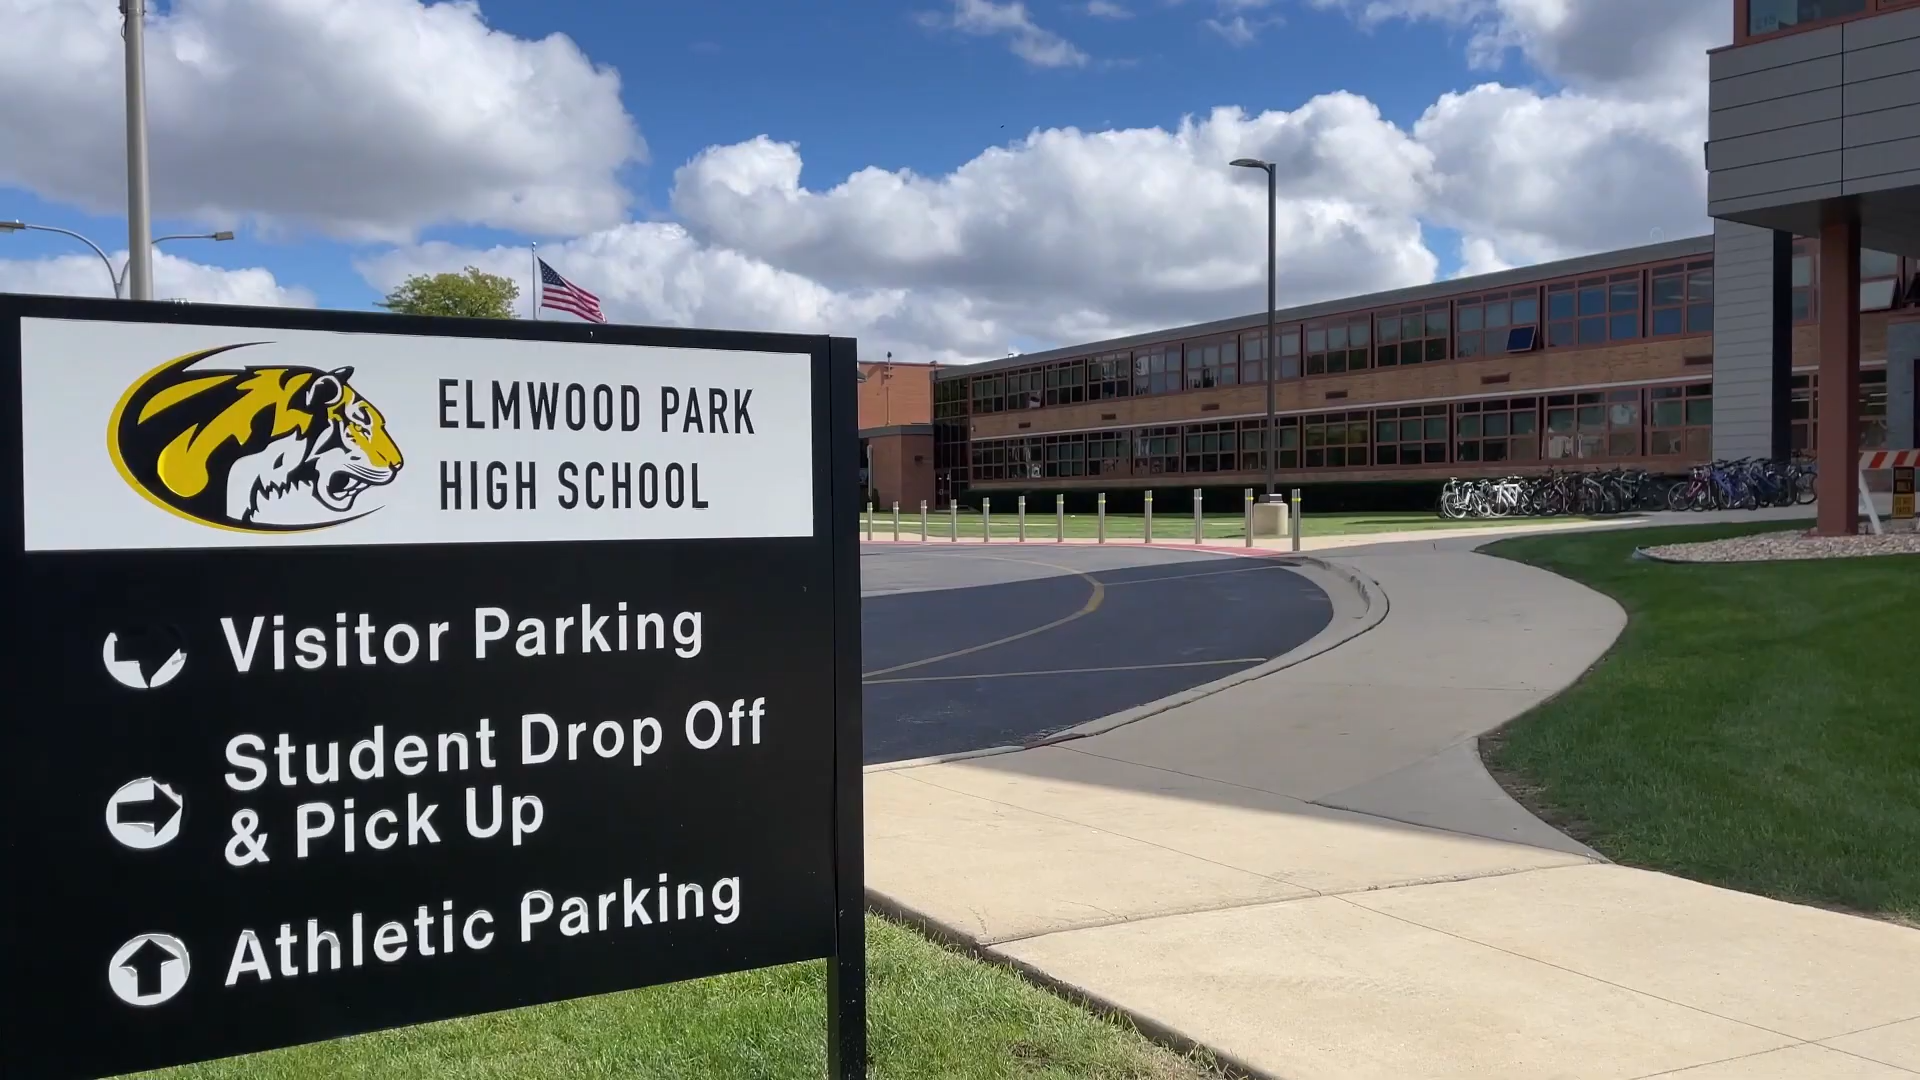 ELMWOOD PARK
HIGH SCHOOL
Visitor Parking
Student Drop Off
& Pick Up
Athletic Parking